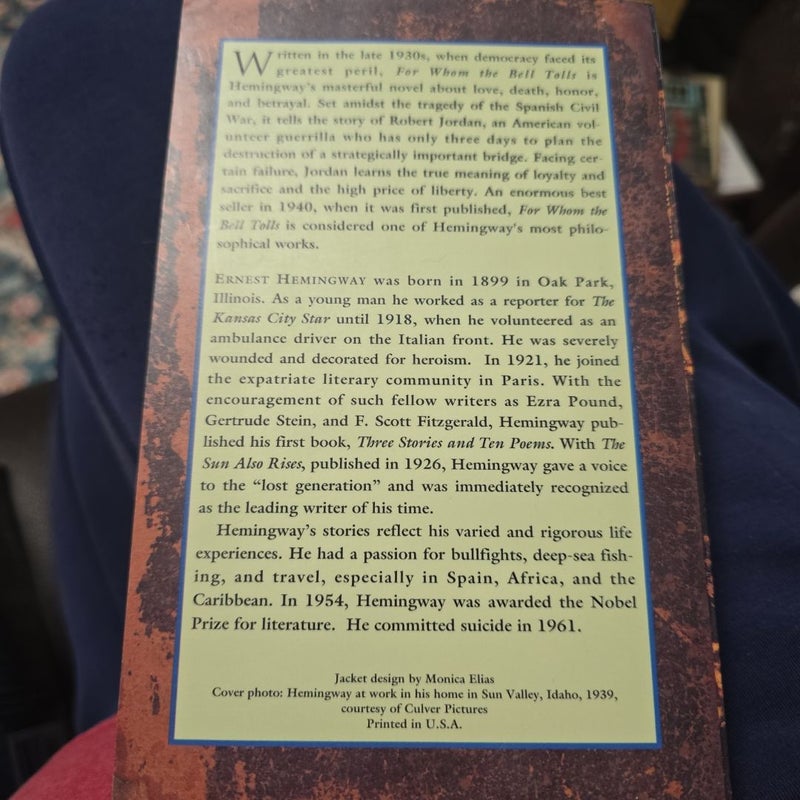 Written in the late 1930s, when democracy faced its
greatest peril, For Whom the Bell Tolls is
Hemingway's masterful novel about love, death, honor,
and betrayal. Set amidst the tragedy of the Spanish Civil
War, it tells the story of Robert Jordan, an American vol-
unteer guerrilla who has only three days to plan the
destruction of a strategically important bridge. Facing cer-
tain failure, Jordan learns the true meaning of loyalty and
sacrifice and the high price of liberty. An enormous best
seller in 1940, when it was first published, For Whom the
Bell Tolls is considered one of Hemingway's most philo-
sophical works.
ERNEST HEMINGWAY was born in 1899 in Oak Park,
Illinois. As a young man he worked as a reporter for The
Kansas City Star until 1918, when he volunteered as an
ambulance driver on the Italian front. He was severely
wounded and decorated for heroism. In 1921, he joined
the expatriate literary community in Paris. With the
encouragement of such fellow writers as Ezra Pound,
Gertrude Stein, and F. Scott Fitzgerald, Hemingway pub-
lished his first book, Three Stories and Ten Poems. With The
Sun Also Rises, published in 1926, Hemingway gave a voice
to the “lost generation” and was immediately recognized
as the leading writer of his time.
Hemingway's stories reflect his varied and rigorous life
experiences. He had a passion for bullfights, deep-sea fish-
ing, and travel, especially in Spain, Africa, and the
Caribbean. In 1954, Hemingway was awarded the Nobel
Prize for literature. He committed suicide in 1961.
Jacket design by Monica Elias
Cover photo: Hemingway at work in his home in Sun Valley, Idaho, 1939,
courtesy of Culver Pictures
Printed in U.S.A.